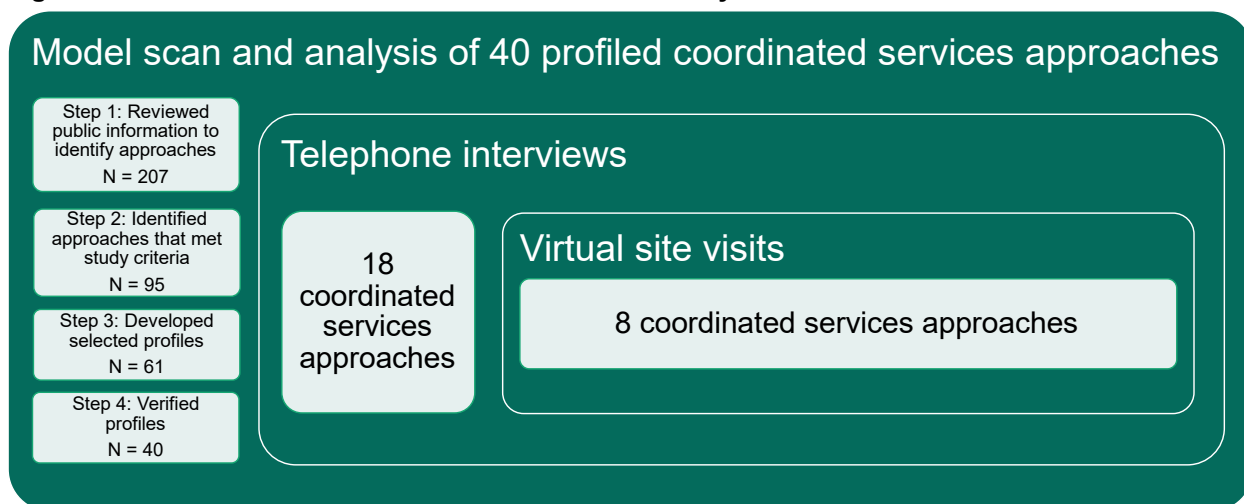 Model scan and analysis of 40 profiled coordinated services approaches
Step 1: Reviewed
public information to
identify approaches
N = 207
Step 2: Identified
approaches that met
study criteria
N = 95
Step 3: Developed
selected profiles
N = 61
Step 4: Verified
profiles
N = 40
Telephone interviews
18
coordinated
services
approaches
Virtual site visits
8 coordinated services approaches